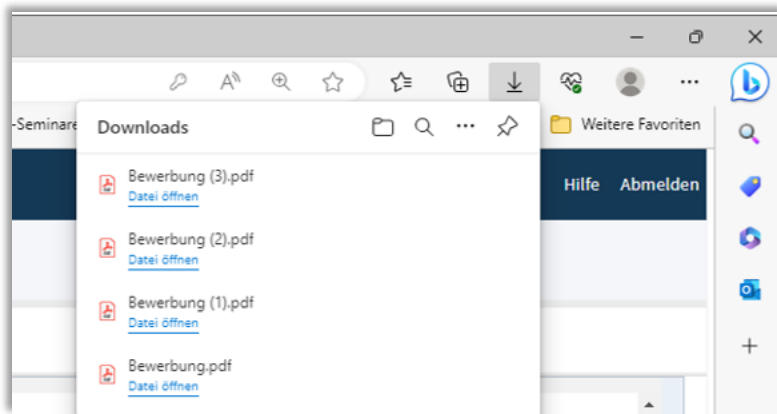 -Seminare
Downloads
Weitere Favoriten
Bewerbung (3).pdf
Datei öffnen
Hilfe Abmelden
Bewerbung (2).pdf
Datei öffnen
Bewerbung (1).pdf
Datei öffnen
Bewerbung.pdf
Datei öffnen